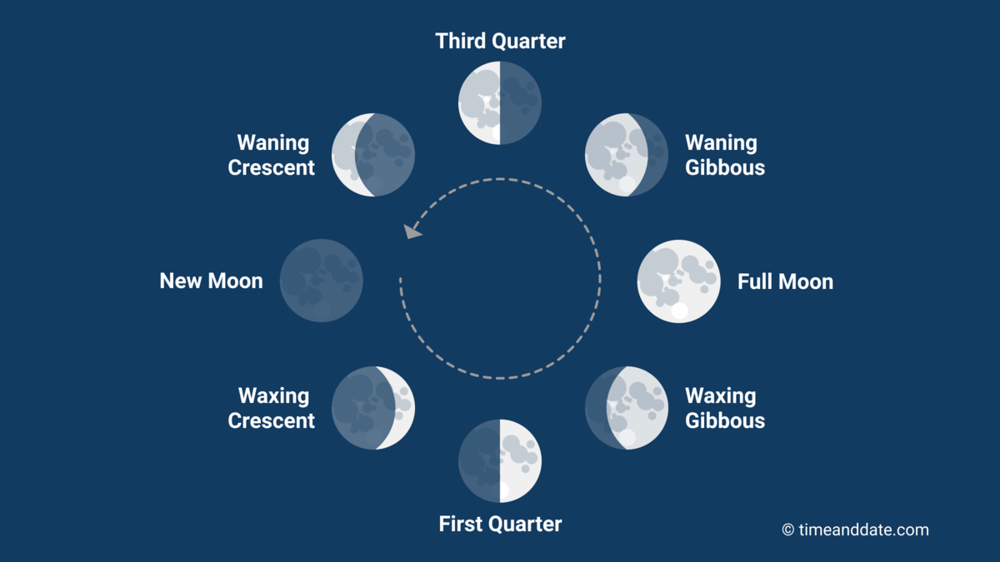 Third Quarter
Waning
Crescent
Waning
Gibbous
New Moon
Full Moon
Waxing
Crescent
Waxing
Gibbous
First Quarter
© timeanddate.com